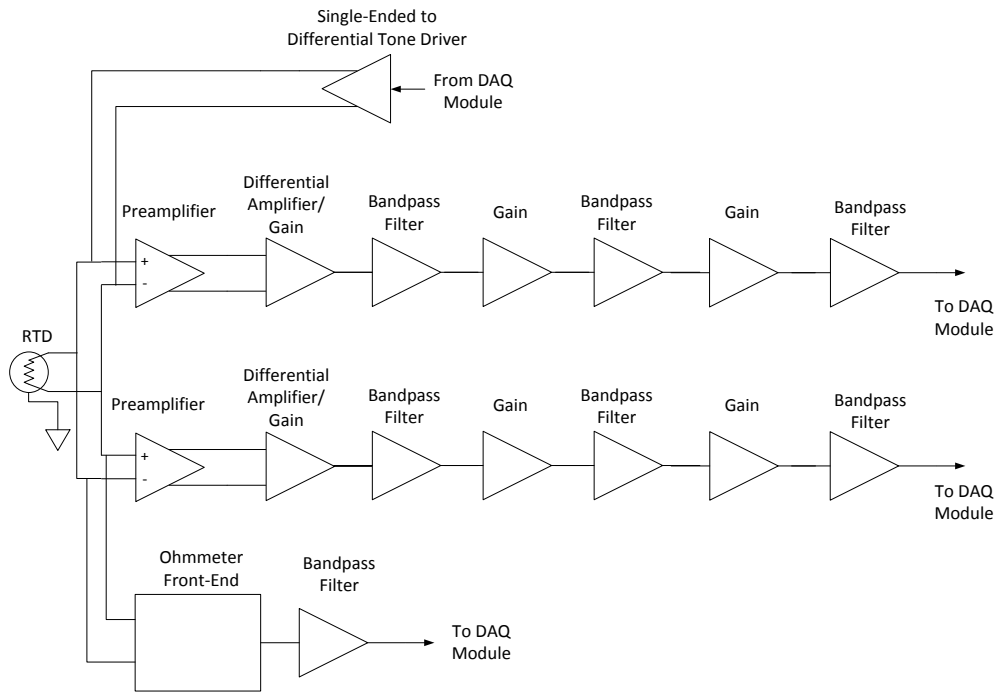 Single-Ended to
Differential Tone Driver
From DAQ
Module
Preamplifier
Differential
Amplifier/
Gain
Bandpass
Filter
Gain
Bandpass
Filter
Gain
Bandpass
Filter
+
-
To DAQ
Module
RTD
Preamplifier
Differential
Amplifier/
Gain
Bandpass
Filter
Gain
Bandpass
Filter
Gain
Bandpass
Filter
+
-
To DAQ
Module
Ohmmeter
Front-End
Bandpass
Filter
To DAQ
Module